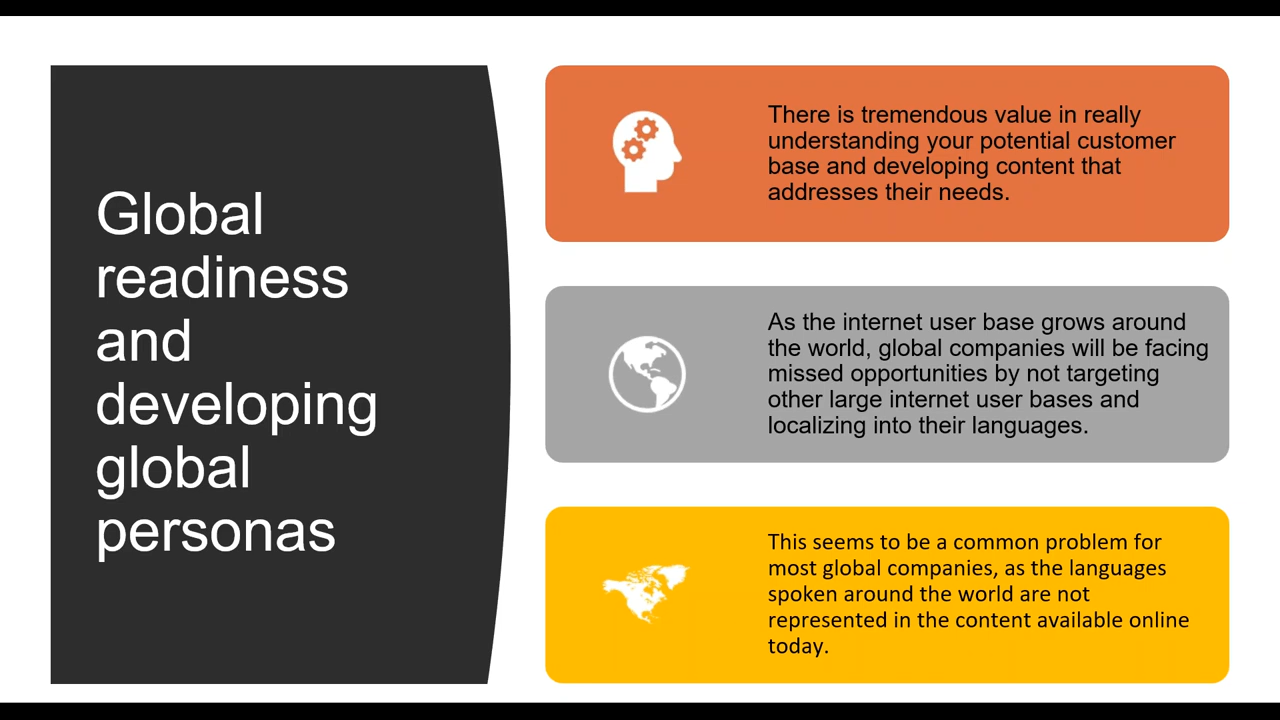 Global
readiness
and
developing
global
personas
There is tremendous value in really
understanding your potential customer
base and developing content that
addresses their needs.
As the internet user base grows around
the world, global companies will be facing
missed opportunities by not targeting
other large internet user bases and
localizing into their languages.
This seems to be a common problem for
most global companies, as the languages
spoken around the world are not
represented in the content available online
today.